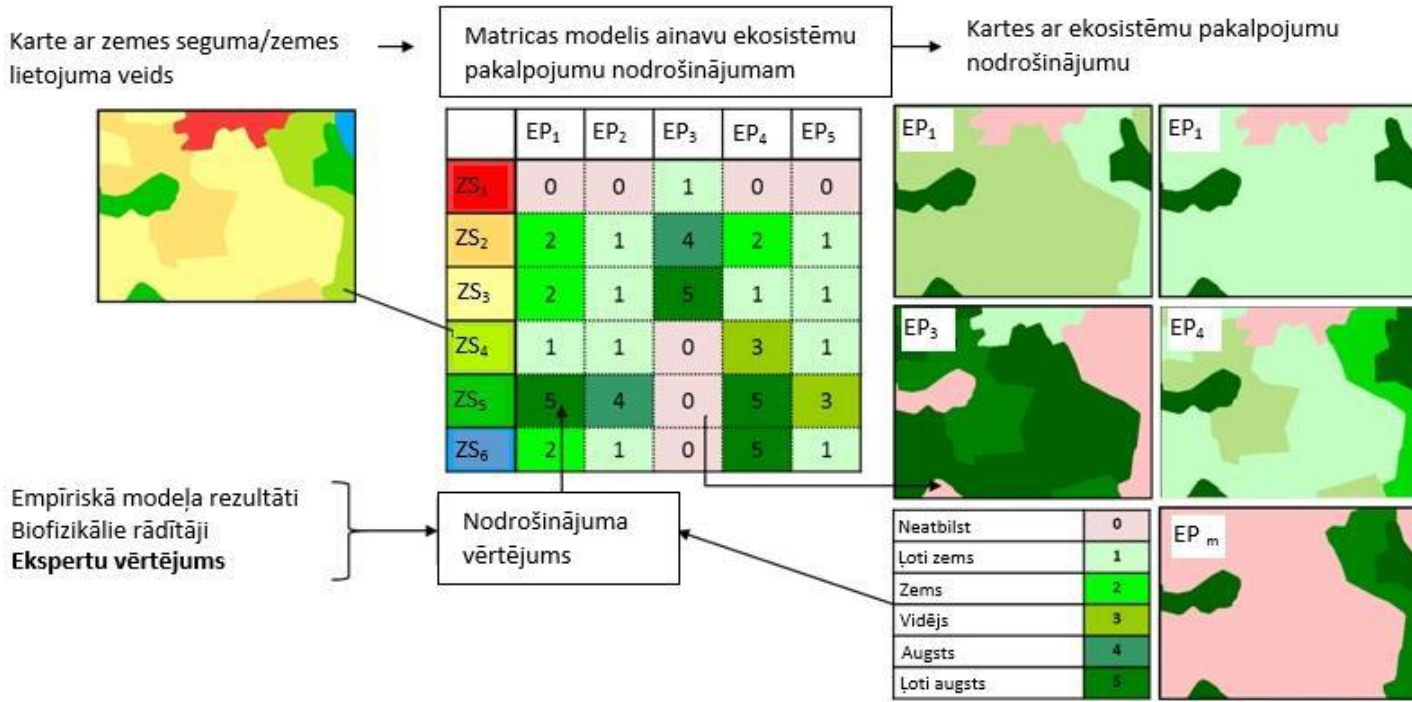 Karte ar zemes seguma/zemes
lietojuma veids
Matricas modelis ainavu ekosistēmu
pakalpojumu nodrošinājumam
Kartes ar ekosistēmu pakalpojumu
nodrošinājumu
EP₁ EP₂ EP₃ EP₄ EP₅
ZS₁ 0 0 1 0 0
ZS₂ 2 1 4 2 1
ZS₃ 2 1 5 1 1
ZS₄ 1 1 0 3 1
ZS₅ 5 4 0 5 3
ZS₆ 2 1 0 5 1
EP₁
EP₁
EP₃
EP₄
EP m
Empīriskā modeļa rezultāti
Biofizikālie rādītāji
Ekspertu vērtējums
Nodrošinājuma
vērtējums
Neatbilst 0
Ļoti zems 1
Zems 2
Vidējs 3
Augsts 4
Ļoti augsts 5